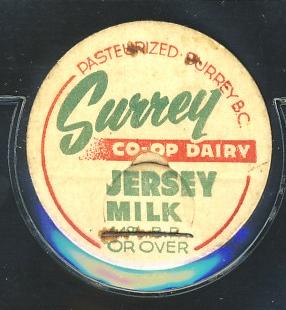 PASTEURIZED · SURREY B.C.
Surrey
CO-OP DAIRY
JERSEY
MILK
OR OVER